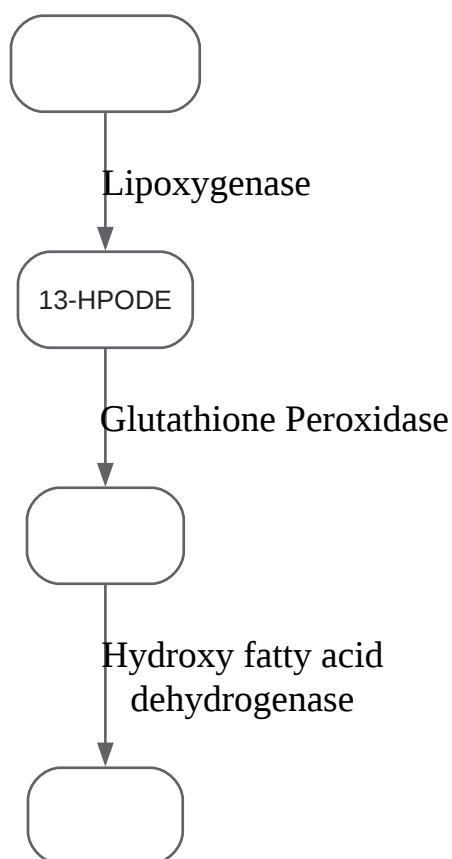 Lipoxygenase
13-HPODE
Glutathione Peroxidase
Hydroxy fatty acid
dehydrogenase